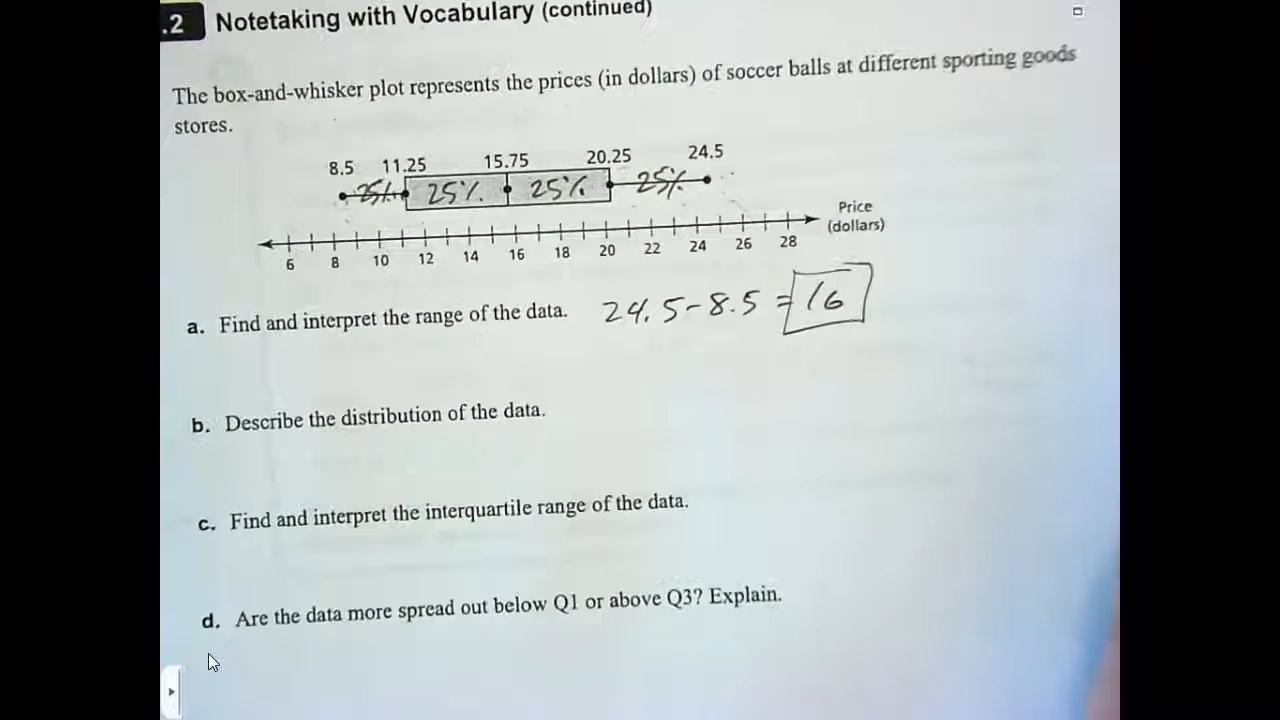 .2 Notetaking with Vocabulary (continued)
The box-and-whisker plot represents the prices (in dollars) of soccer balls at different sporting goods
stores.
8.5 11.25 15.75 20.25 24.5
25% 25% 25% 25%
Price
(dollars)
6 8 10 12 14 16 18 20 22 24 26 28
a. Find and interpret the range of the data. 24.5-8.5 = 16
b. Describe the distribution of the data.
c. Find and interpret the interquartile range of the data.
d. Are the data more spread out below Q1 or above Q3? Explain.